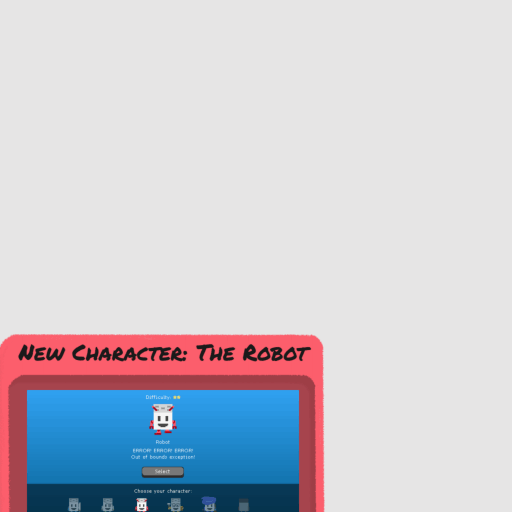 New Character: The Robot
Difficulty:
Robot
ERROR! ERROR! ERROR!
Out of bounds exception!
Select
Choose your character: